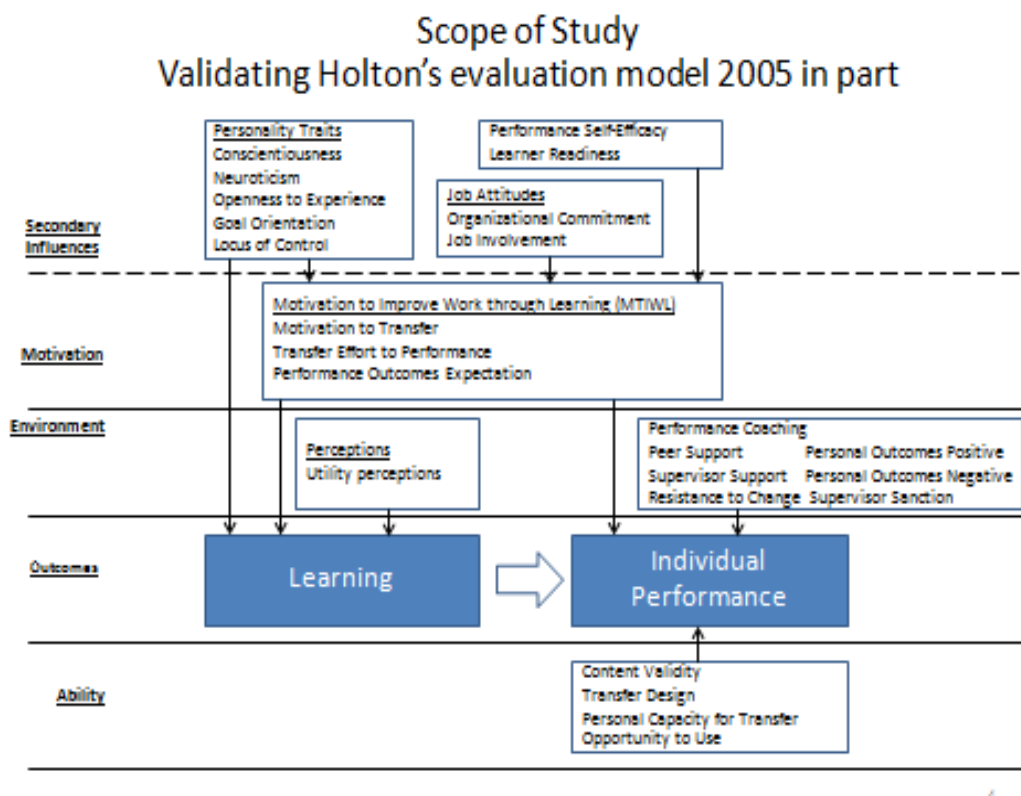 Scope of Study
Validating Holton's evaluation model 2005 in part
Personality Traits
Conscientiousness
Neuroticism
Openness to Experience
Goal Orientation
Locus of Control
Performance Self-Efficacy
Learner Readiness
Job Attitudes
Organizational Commitment
Job Involvement
Secondary
Influences
Motivation to Improve Work through Learning (MTIWL)
Motivation to Transfer
Transfer Effort to Performance
Performance Outcomes Expectation
Motivation
Environment
Perceptions
Utility perceptions
Performance Coaching
Peer Support Personal Outcomes Positive
Supervisor Support Personal Outcomes Negative
Resistance to Change Supervisor Sanction
Outcomes
Learning
Individual
Performance
Ability
Content Validity
Transfer Design
Personal Capacity for Transfer
Opportunity to Use